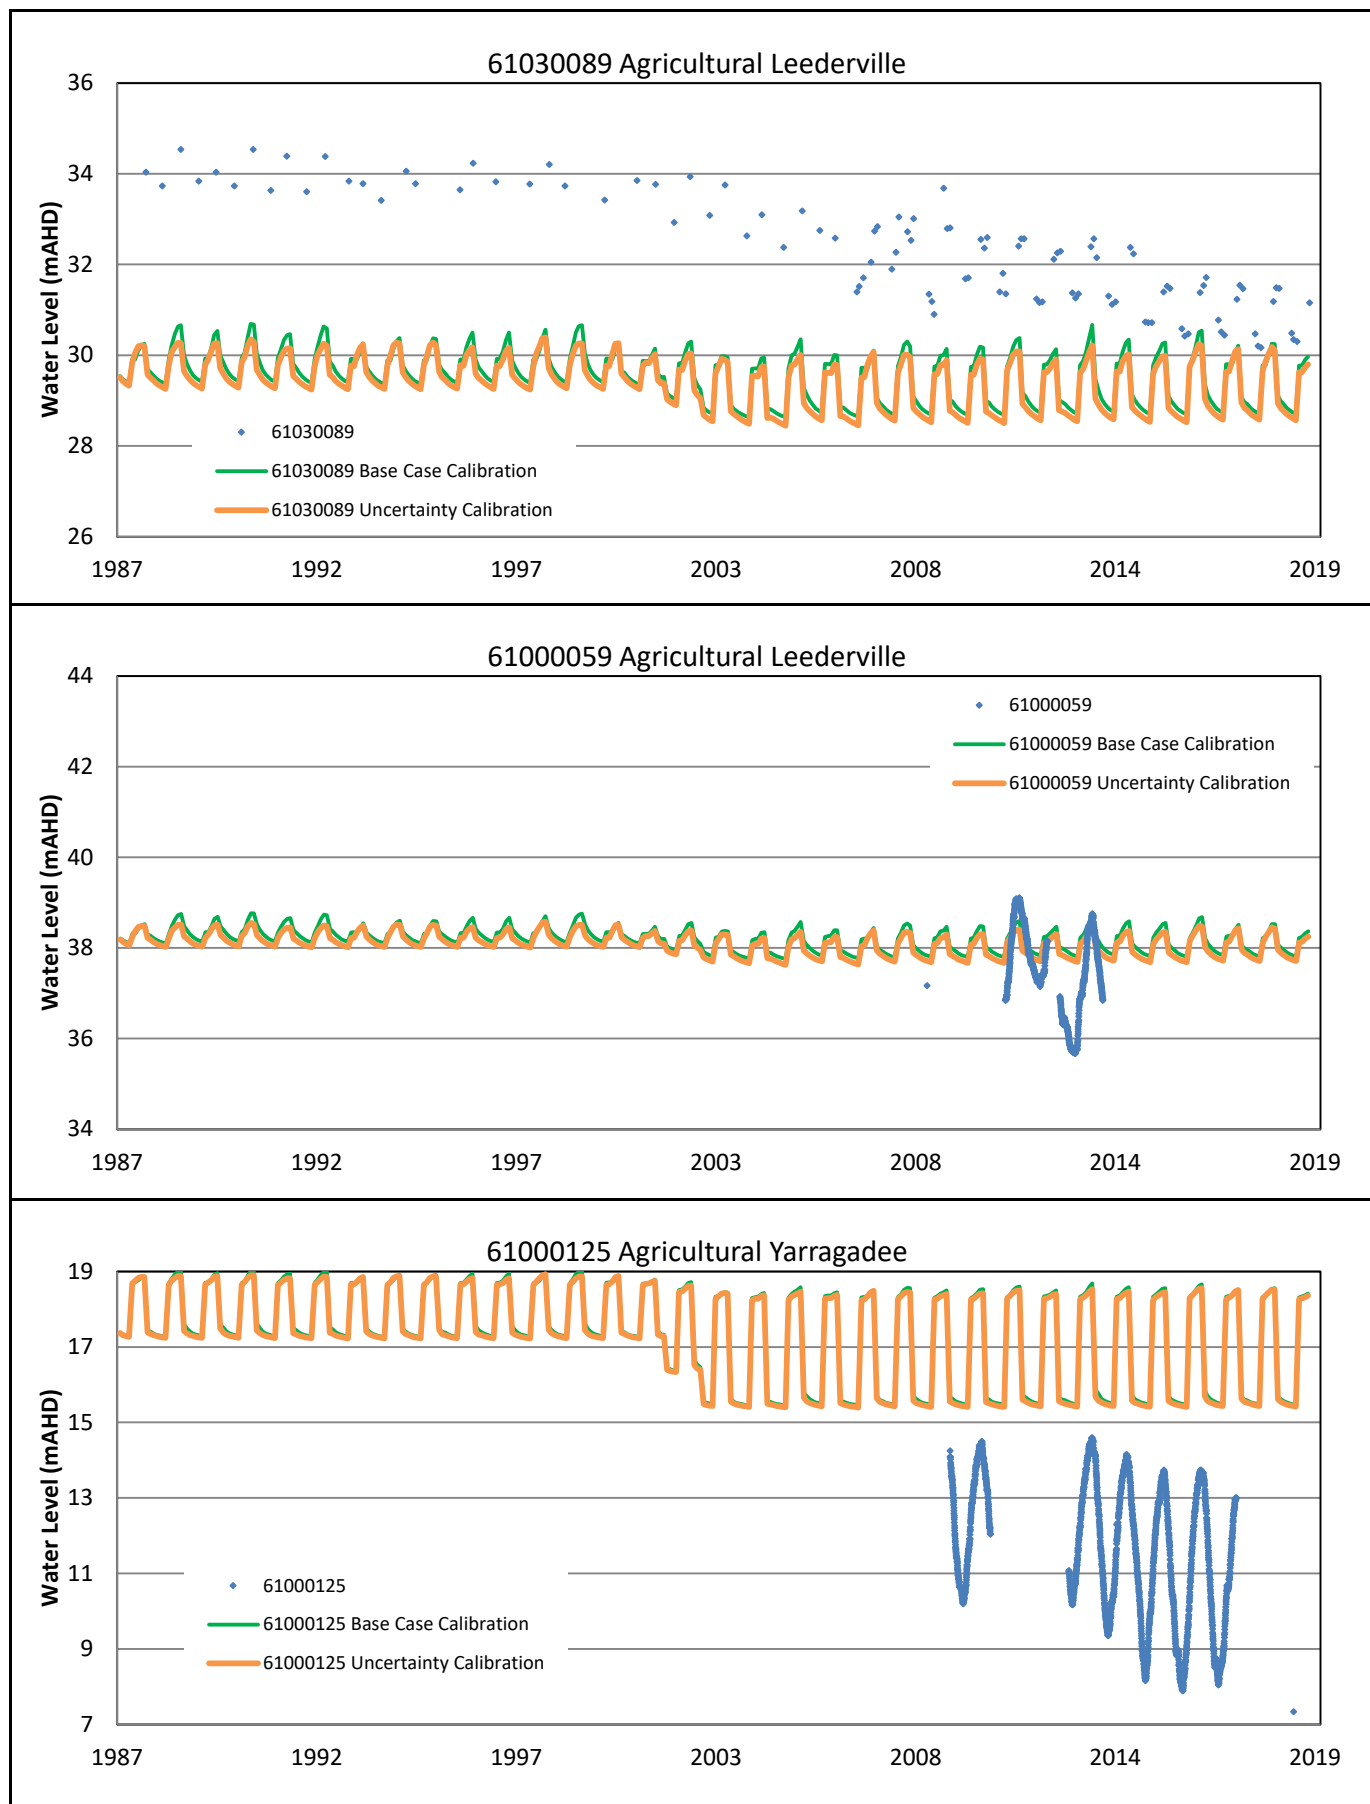 61030089 Agricultural Leederville
36
34
32
30
28
26
Water Level (mAHD)
61030089
61030089 Base Case Calibration
61030089 Uncertainty Calibration
1987 1992 1997 2003 2008 2014 2019
61000059 Agricultural Leederville
44
42
40
38
36
34
Water Level (mAHD)
61000059
61000059 Base Case Calibration
61000059 Uncertainty Calibration
1987 1992 1997 2003 2008 2014 2019
61000125 Agricultural Yarragadee
19
17
15
13
11
9
7
Water Level (mAHD)
61000125
61000125 Base Case Calibration
61000125 Uncertainty Calibration
1987 1992 1997 2003 2008 2014 2019